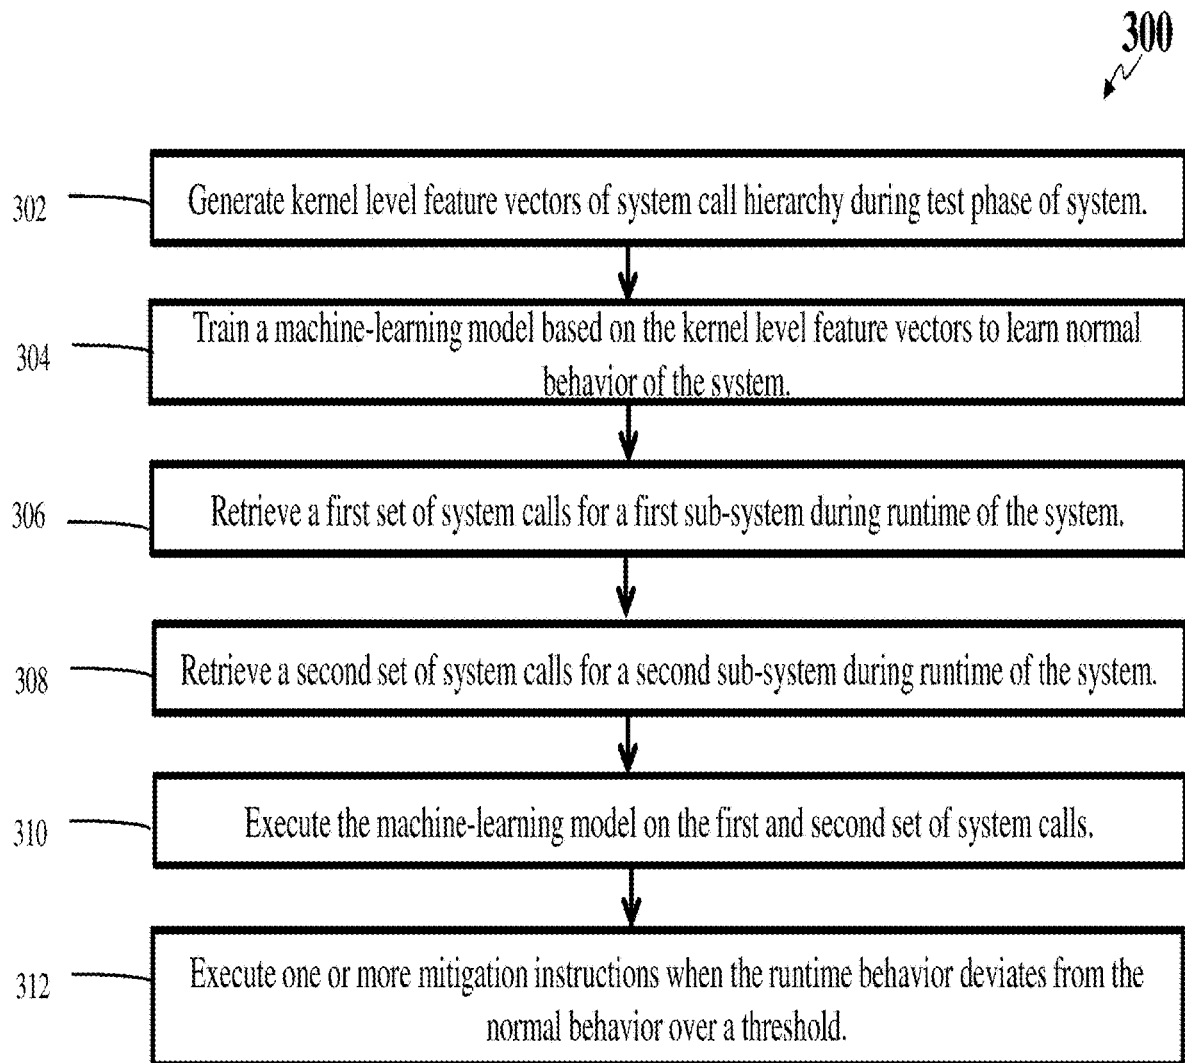 300
302
Generate kernel level feature vectors of system call hierarchy during test phase of system.
304
Train a machine-learning model based on the kernel level feature vectors to learn normal
behavior of the system.
306
Retrieve a first set of system calls for a first sub-system during runtime of the system.
308
Retrieve a second set of system calls for a second sub-system during runtime of the system.
310
Execute the machine-learning model on the first and second set of system calls.
312
Execute one or more mitigation instructions when the runtime behavior deviates from the
normal behavior over a threshold.